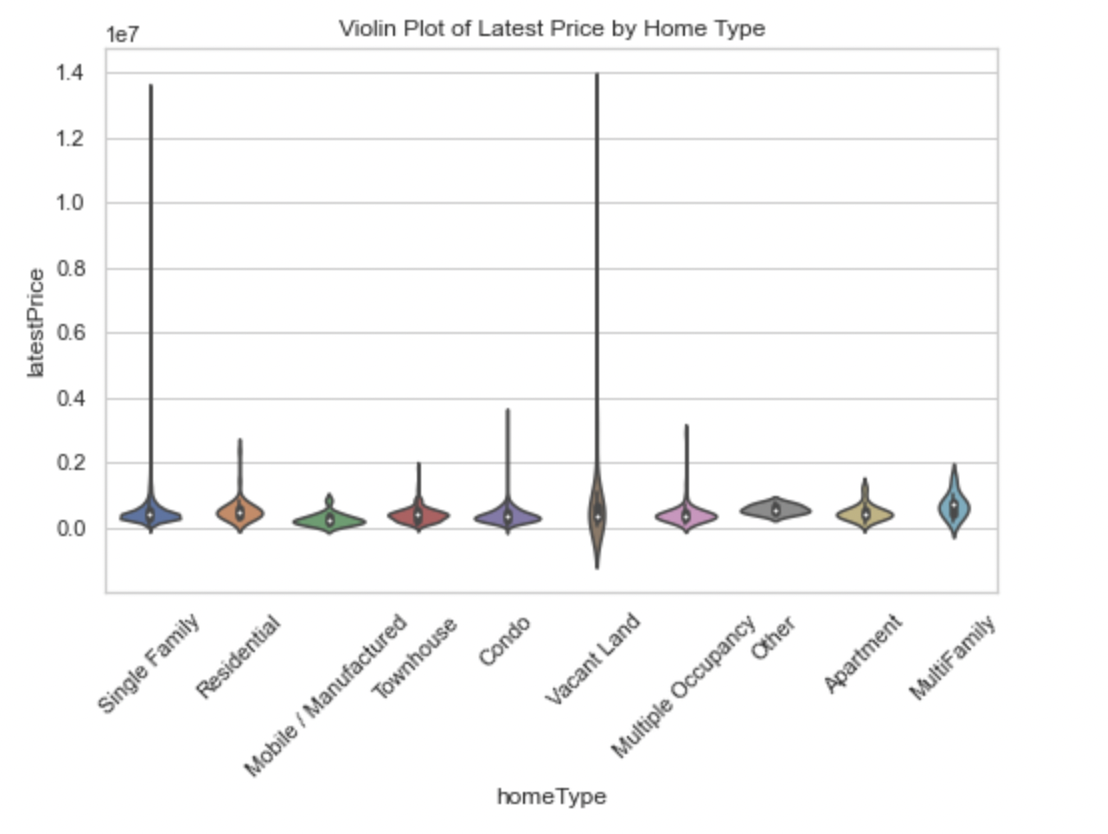 Violin Plot of Latest Price by Home Type
1e7
1.4
1.2
1.0
0.8
0.6
0.4
0.2
0.0
latestPrice
Single Family
Residential
Mobile / Manufactured
Townhouse
Condo
Vacant Land
Multiple Occupancy
Other
Apartment
MultiFamily
homeType